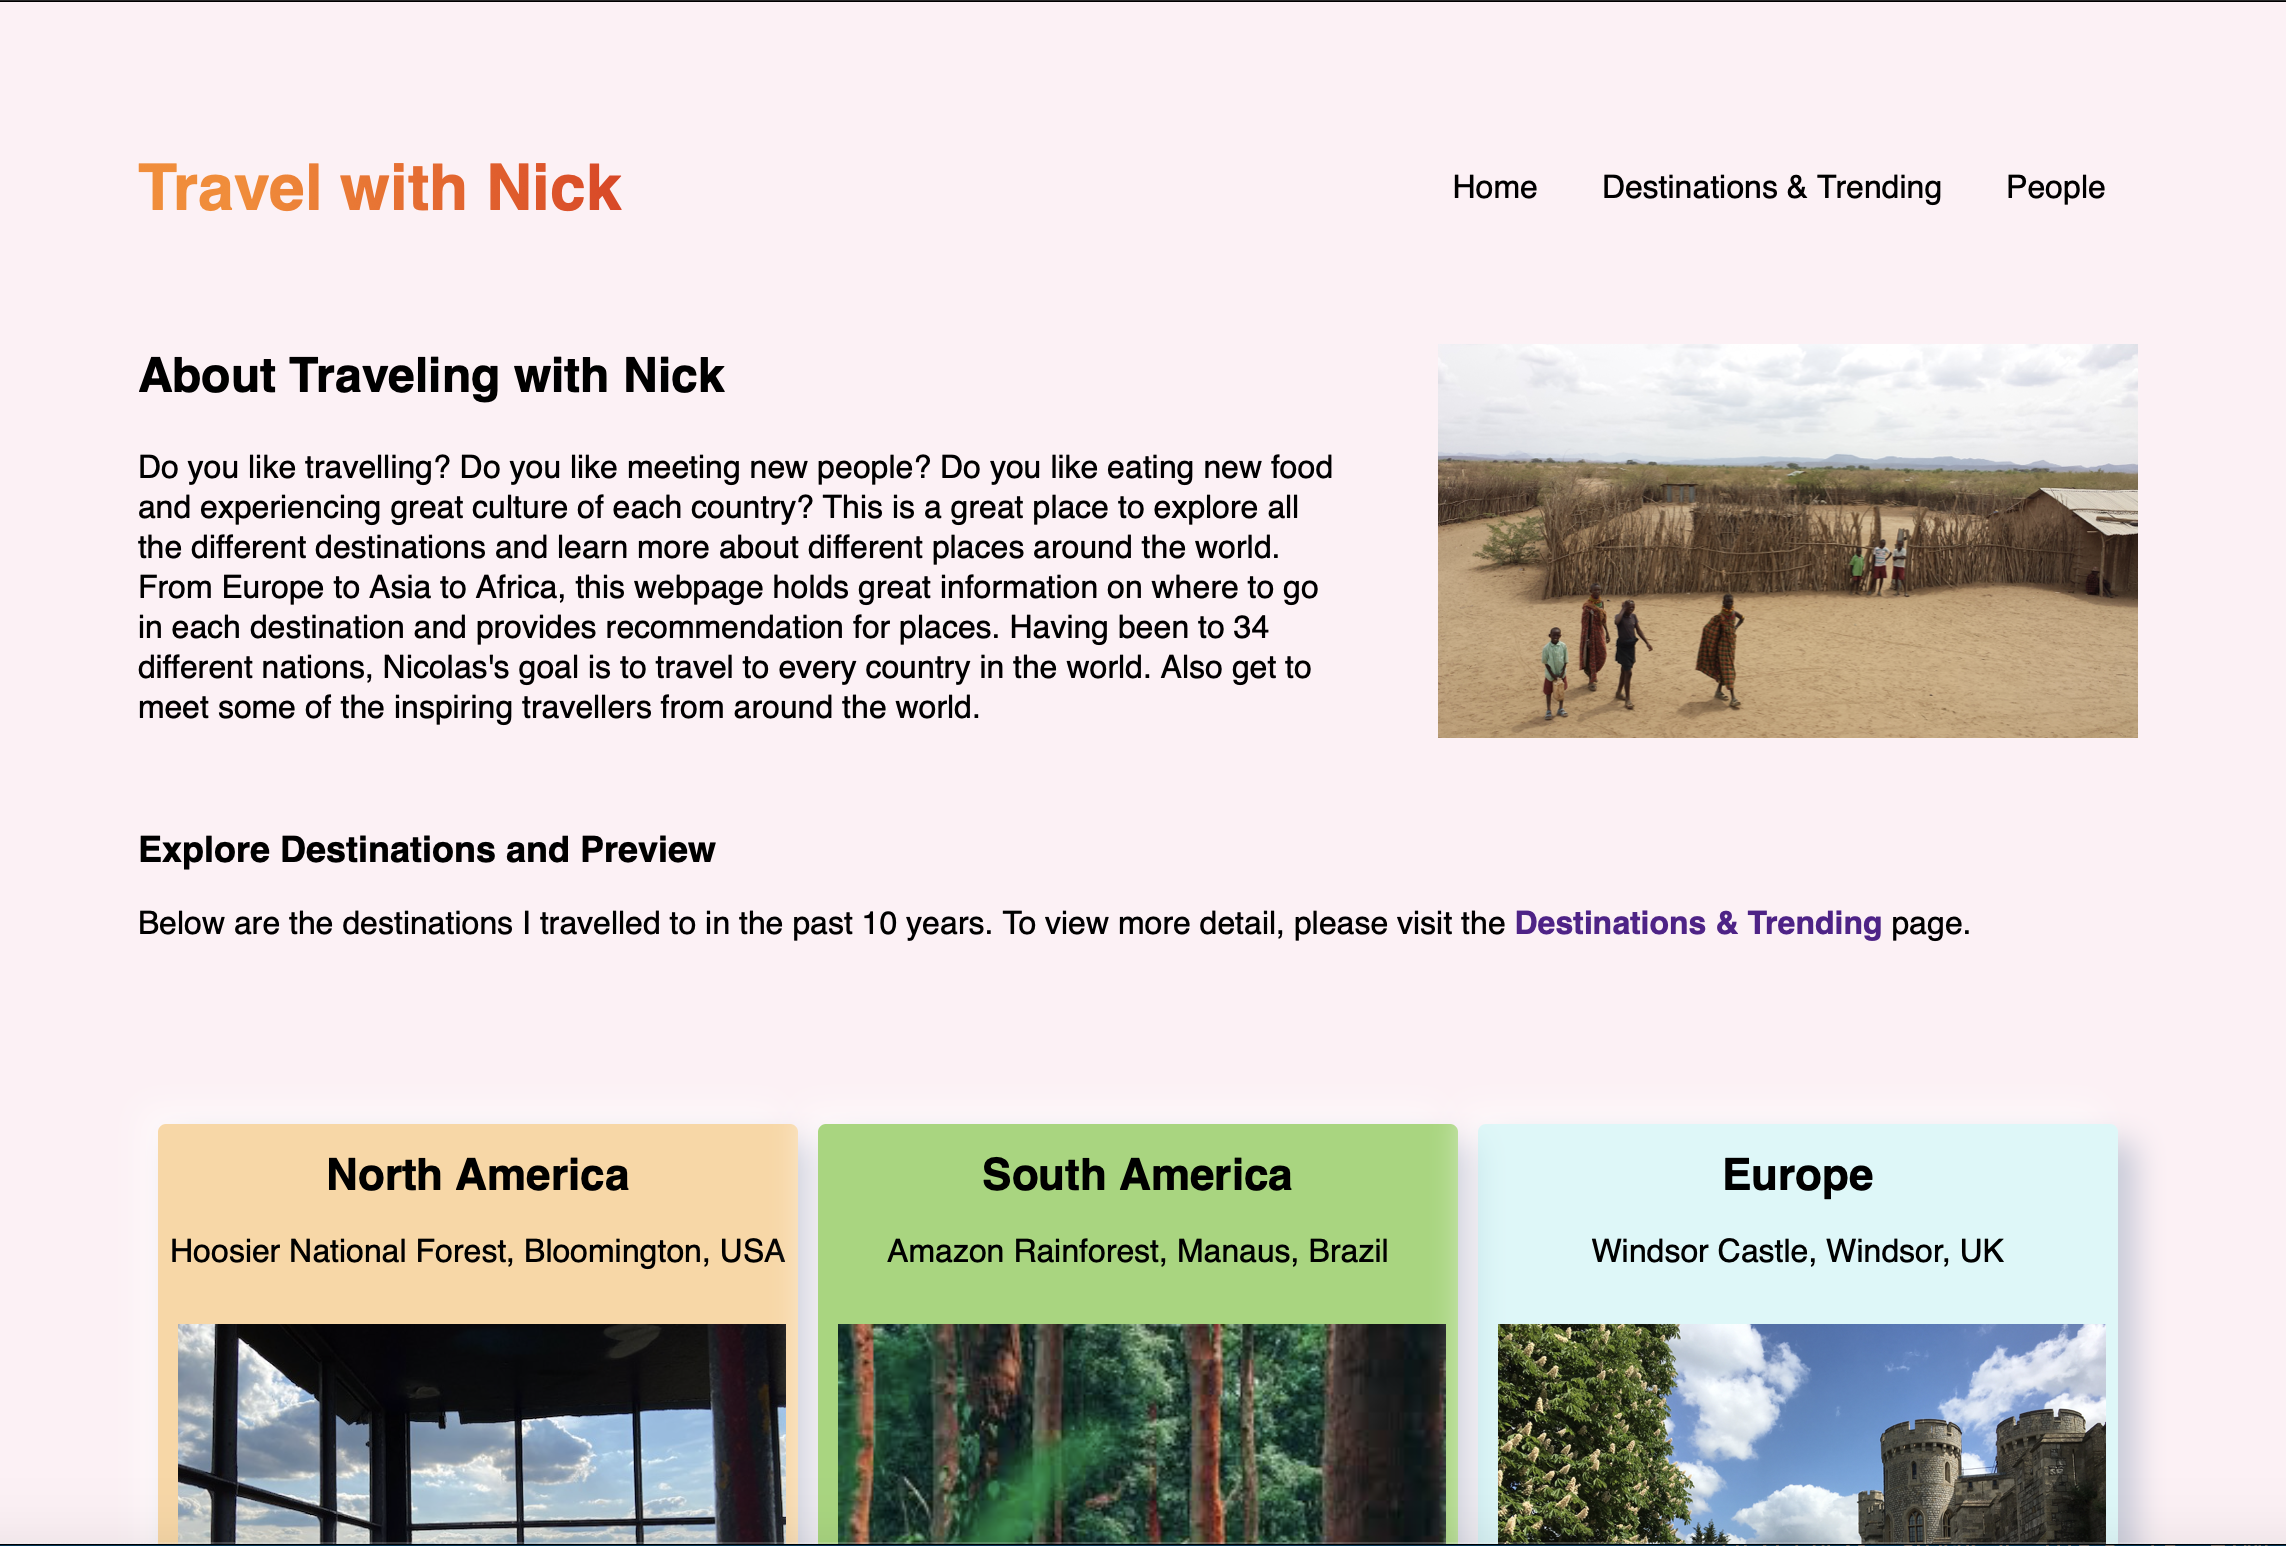 Travel with Nick
Home
Destinations & Trending
People
About Traveling with Nick
Do you like travelling? Do you like meeting new people? Do you like eating new food
and experiencing great culture of each country? This is a great place to explore all
the different destinations and learn more about different places around the world.
From Europe to Asia to Africa, this webpage holds great information on where to go
in each destination and provides recommendation for places. Having been to 34
different nations, Nicolas's goal is to travel to every country in the world. Also get to
meet some of the inspiring travellers from around the world.
Explore Destinations and Preview
Below are the destinations I travelled to in the past 10 years. To view more detail, please visit the Destinations & Trending page.
North America
Hoosier National Forest, Bloomington, USA
South America
Amazon Rainforest, Manaus, Brazil
Europe
Windsor Castle, Windsor, UK